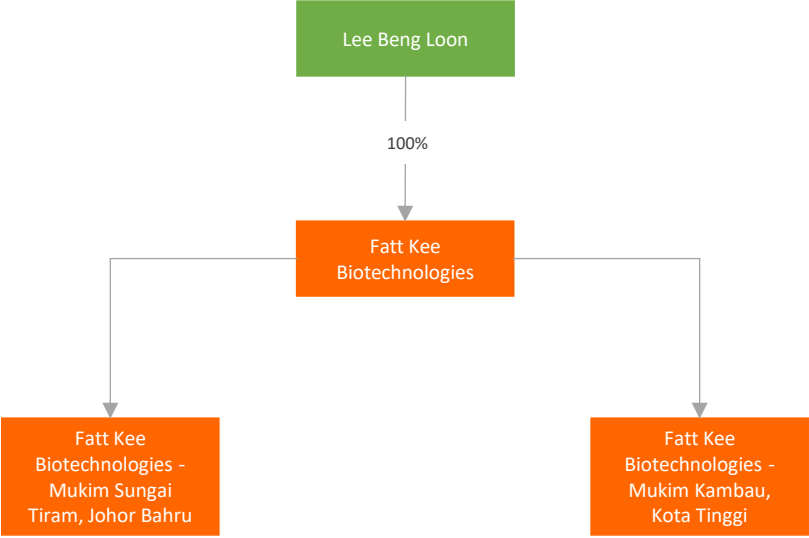 Lee Beng Loon
100%
Fatt Kee
Biotechnologies
Fatt Kee
Biotechnologies -
Mukim Sungai
Tiram, Johor Bahru
Fatt Kee
Biotechnologies -
Mukim Kambau,
Kota Tinggi